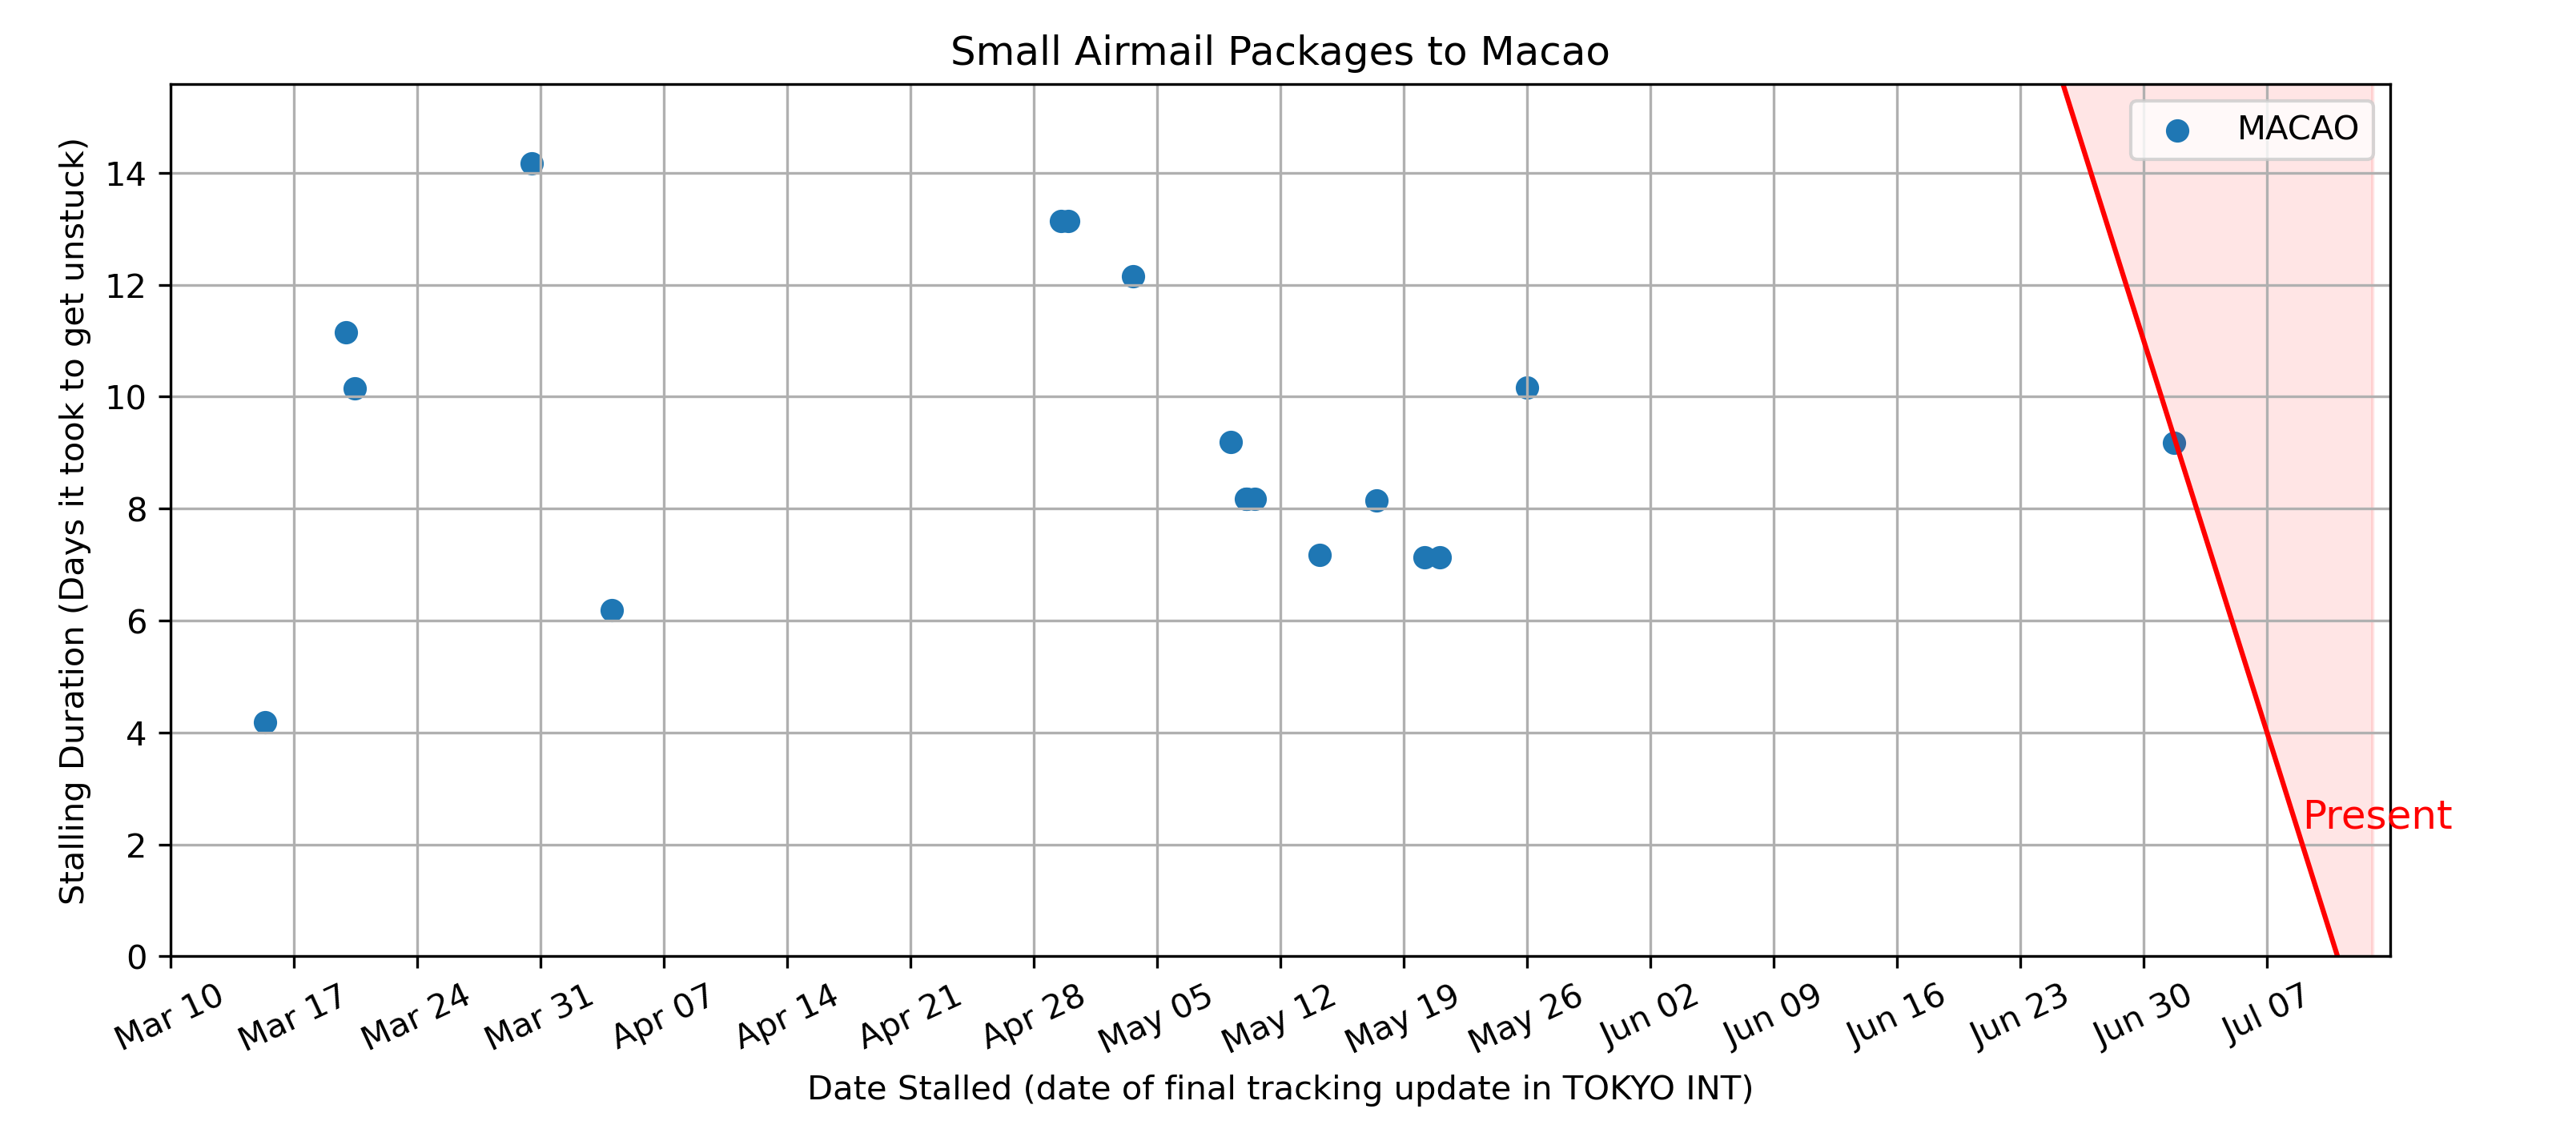 Small Airmail Packages to Macao
MACAO
Stalling Duration (Days it took to get unstuck)
14
12
10
8
6
4
2
0
Present
Mar 10
Mar 17
Mar 24
Mar 31
Apr 07
Apr 14
Apr 21
Apr 28
May 05
May 12
May 19
May 26
Jun 02
Jun 09
Jun 16
Jun 23
Jun 30
Jul 07
Date Stalled (date of final tracking update in TOKYO INT)